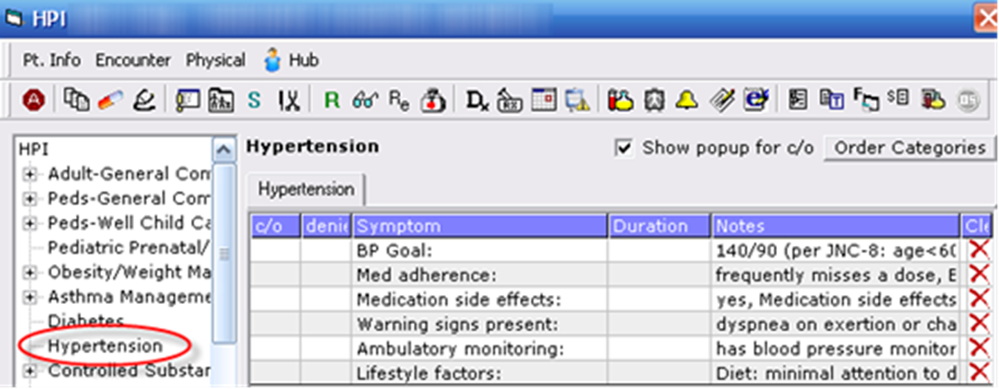 HPI
Pt. Info Encounter Physical Hub
A S R Re Dx RX T F $
HPI
Adult-General Com
Peds-General Com
Peds-Well Child Ca
Pediatric Prenatal/
Obesity/Weight Ma
Asthma Manageme
Diabetes
Hypertension
Controlled Substan
Hypertension
Show popup for c/o Order Categories
Hypertension
c/o denie Symptom Duration Notes Cle
BP Goal: 140/90 (per JNC-8: age<60
Med adherence: frequently misses a dose, E
Medication side effects: yes, Medication side effects
Warning signs present: dyspnea on exertion or cha
Ambulatory monitoring: has blood pressure monitor
Lifestyle factors: Diet: minimal attention to d